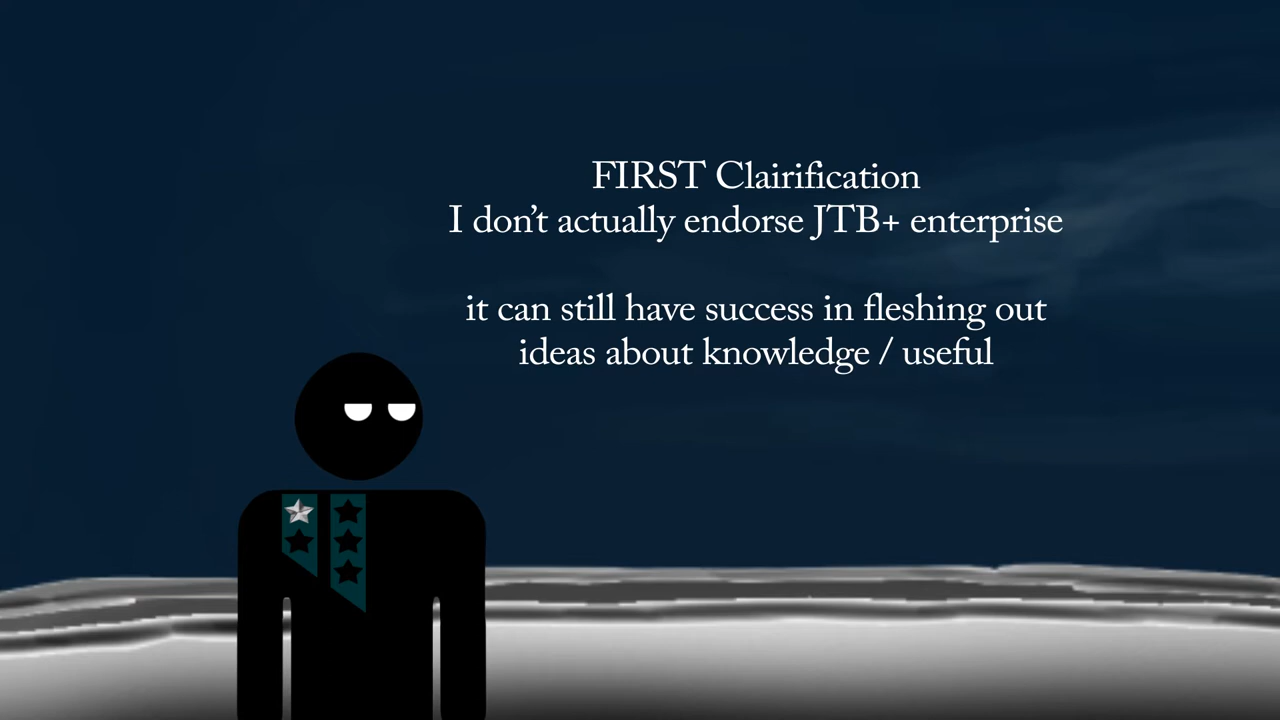 FIRST Clairification
I don’t actually endorse JTB+ enterprise
it can still have success in fleshing out
ideas about knowledge / useful